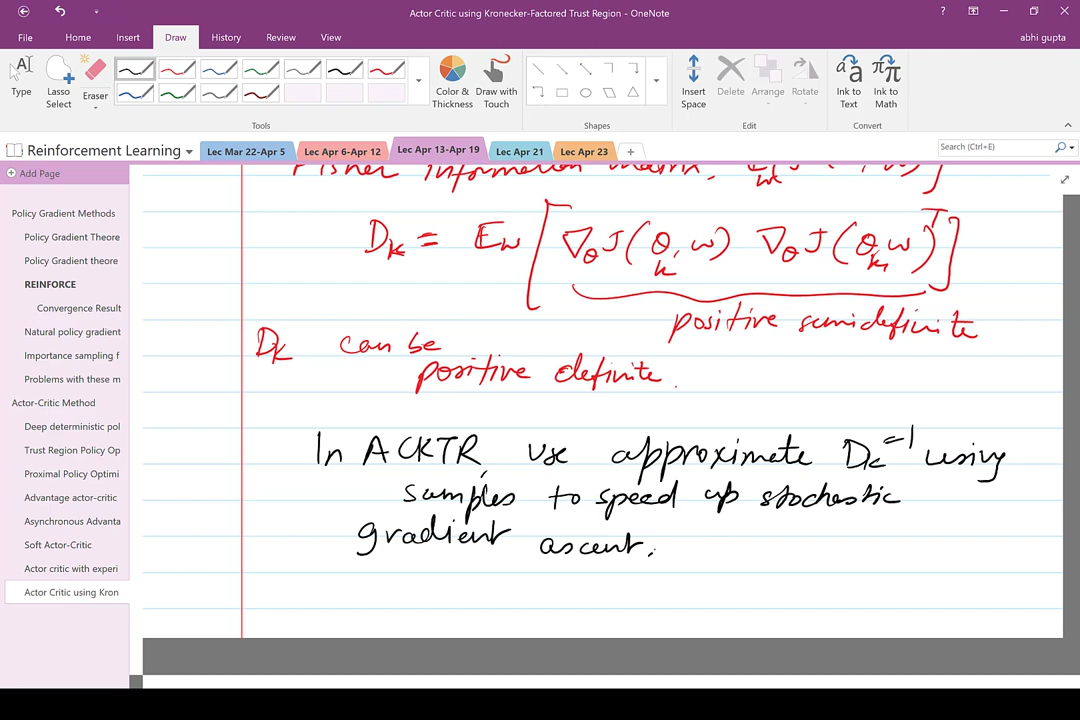 Actor Critic using Kronecker-Factored Trust Region - OneNote
?
File Home Insert Draw History Review View
abhi gupta
Type
Lasso Select
Eraser
Color & Thickness
Draw with Touch
Insert Space
Delete
Arrange
Rotate
Ink to Text
Ink to Math
Tools
Shapes
Edit
Convert
Reinforcement Learning
Lec Mar 22-Apr 5
Lec Apr 6-Apr 12
Lec Apr 13-Apr 19
Lec Apr 21
Lec Apr 23
+
Search (Ctrl+E)
Add Page
Policy Gradient Methods
Policy Gradient Theore
Policy Gradient theore
REINFORCE
Convergence Result
Natural policy gradient
Importance sampling f
Problems with these m
Actor-Critic Method
Deep deterministic pol
Trust Region Policy Op
Proximal Policy Optimi
Advantage actor-critic
Asynchronous Advanta
Soft Actor-Critic
Actor critic with experi
Actor Critic using Kron
Fisher Information matrix,
D_k = E_w [ ∇_θ J(θ_k, w) ∇_θ J(θ_k, w)^T ]
positive semidefinite
D_k can be
positive definite.
In ACKTR, use approximate D_k^-1 using
samples to speed up stochastic
gradient ascent.